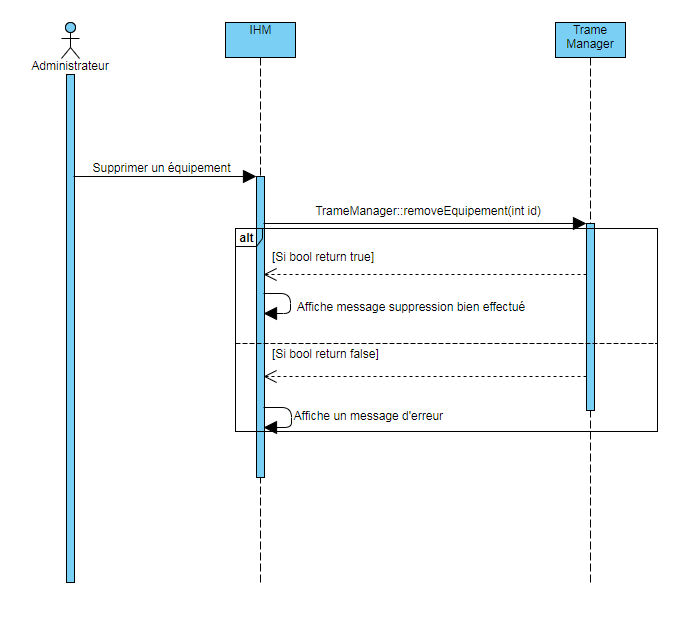 IHM
Trame
Manager
Administrateur
Supprimer un équipement
TrameManager::removeEquipement(int id)
alt
[Si bool return true]
Affiche message suppression bien effectué
[Si bool return false]
Affiche un message d'erreur